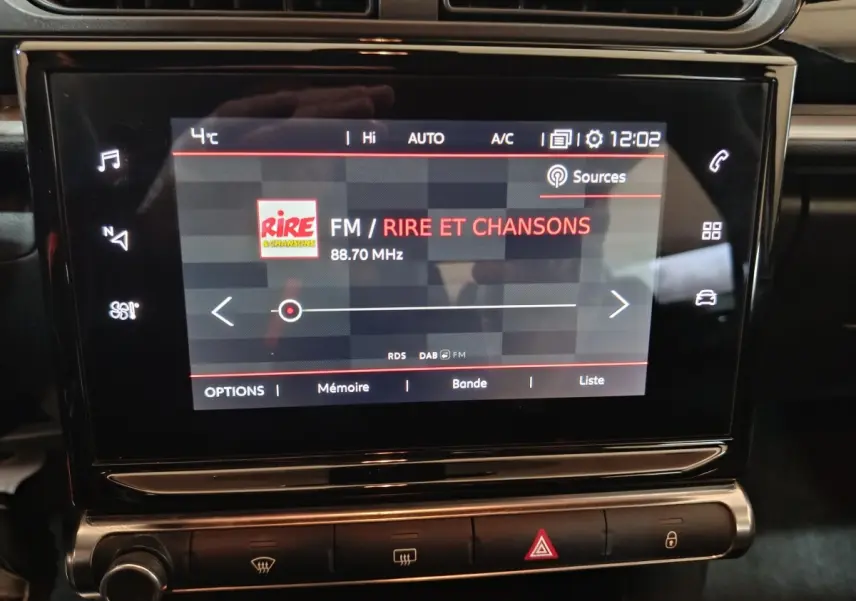 4°C | Hi AUTO A/C | | 12:02
Sources
RiRE
& CHANSONS
FM / RIRE ET CHANSONS
88.70 MHz
N
RDS DAB FM
OPTIONS | Mémoire | Bande | Liste